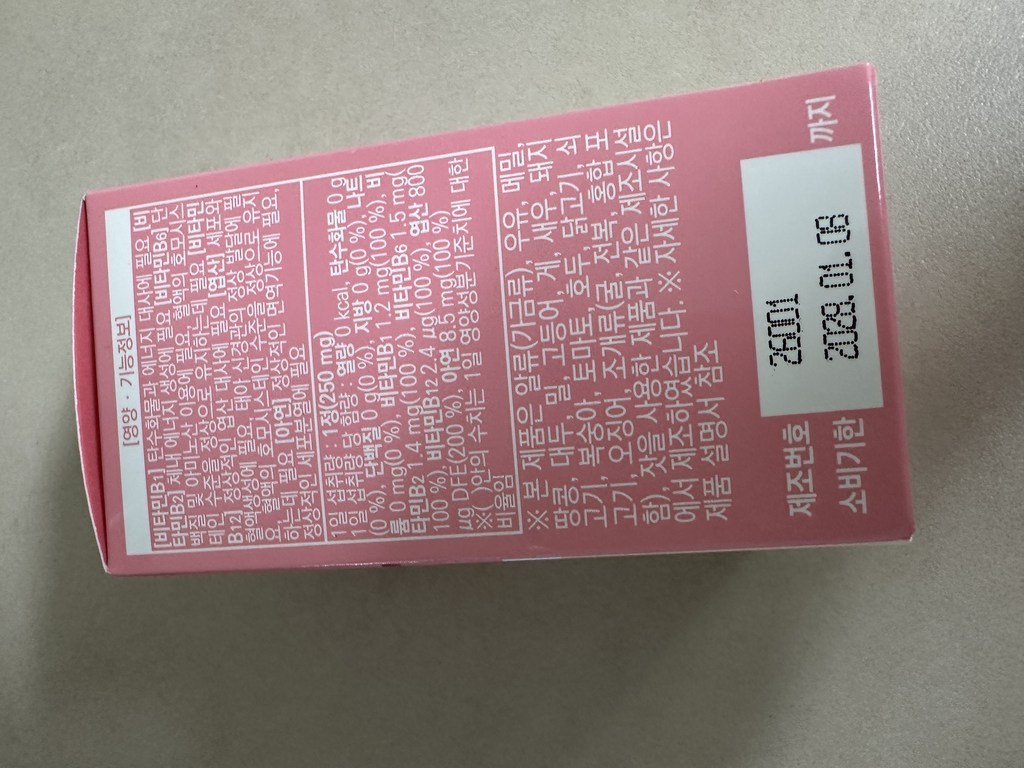 [영양 · 기능정보]
[비타민B1] 탄수화물과 에너지 대사에 필요 [비
타민B2] 체내 에너지 생성에 필요 [비타민B6] 단
백질 및 아미노산 이용에 필요, 혈액의 호모시스
테인 수준을 정상으로 유지하는데 필요 [비타민
B12] 정상적인 엽산 대사에 필요 [엽산] 세포와
혈액생성에 필요, 태아 신경관의 정상 발달에 필
요, 혈액의 호모시스테인 수준을 정상으로 유지
하는데 필요 [아연] 정상적인 면역기능에 필요,
정상적인 세포분열에 필요
1일 섭취량 : 1정(250 mg)
1일 섭취량 당 함량 : 열량 0 kcal, 탄수화물 0 g
(0 %), 단백질 0 g(0 %), 지방 0 g(0 %), 나트
륨 0 mg(0 %), 비타민B1 1.2 mg(100 %), 비
타민B2 1.4 mg(100 %), 비타민B6 1.5 mg(
100 %), 비타민B12 2.4 μg(100 %), 엽산 800
μg DFE(200 %), 아연 8.5 mg(100 %)
※( )안의 수치는 1일 영양성분기준치에 대한
비율임
※ 본 제품은 알류(가금류), 우유, 메밀,
땅콩, 대두, 밀, 고등어, 게, 새우, 돼지
고기, 복숭아, 토마토, 호두, 닭고기, 쇠
고기, 오징어, 조개류(굴, 전복, 홍합 포
함), 잣을 사용한 제품과 같은 제조시설
에서 제조하였습니다. ※ 자세한 사항은
제품 설명서 참조
제조번호 26001
소비기한 2028.01.08 까지